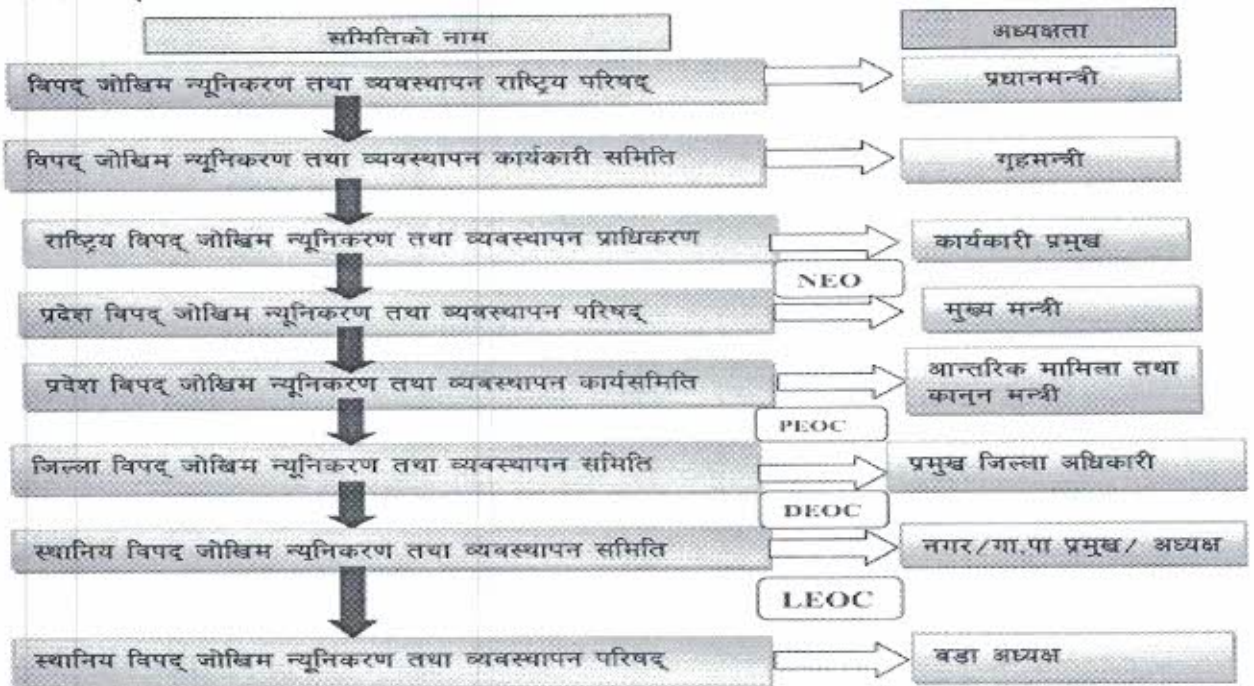 समितिको नाम
अध्यक्षता
विपद् जोखिम न्यूनिकरण तथा व्यवस्थापन राष्ट्रिय परिषद्
प्रधानमन्त्री
विपद् जोखिम न्यूनिकरण तथा व्यवस्थापन कार्यकारी समिति
गृहमन्त्री
राष्ट्रिय विपद् जोखिम न्यूनिकरण तथा व्यवस्थापन प्राधिकरण
कार्यकारी प्रमुख
NEO
प्रदेश विपद् जोखिम न्यूनिकरण तथा व्यवस्थापन परिषद्
मुख्य मन्त्री
प्रदेश विपद् जोखिम न्यूनिकरण तथा व्यवस्थापन कार्यसमिति
आन्तरिक मामिला तथा
कानुन मन्त्री
PEOC
जिल्ला विपद् जोखिम न्यूनिकरण तथा व्यवस्थापन समिति
प्रमुख जिल्ला अधिकारी
DEOC
स्थानिय विपद् जोखिम न्यूनिकरण तथा व्यवस्थापन समिति
नगर/गा.पा प्रमुख/ अध्यक्ष
LEOC
स्थानिय विपद् जोखिम न्यूनिकरण तथा व्यवस्थापन परिषद्
वडा अध्यक्ष